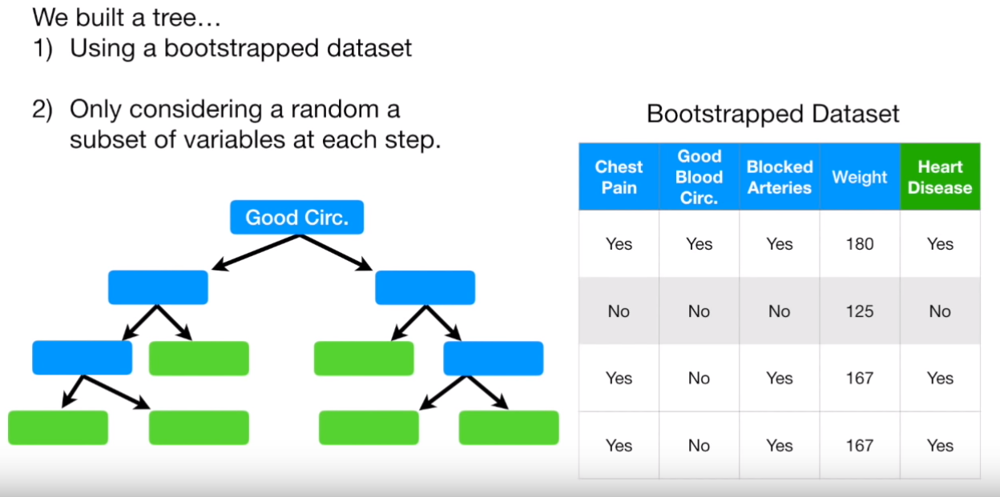 We built a tree…
1) Using a bootstrapped dataset
2) Only considering a random a
subset of variables at each step.
Good Circ.
Bootstrapped Dataset
Chest Pain Good Blood Circ. Blocked Arteries Weight Heart Disease
Yes Yes Yes 180 Yes
No No No 125 No
Yes No Yes 167 Yes
Yes No Yes 167 Yes